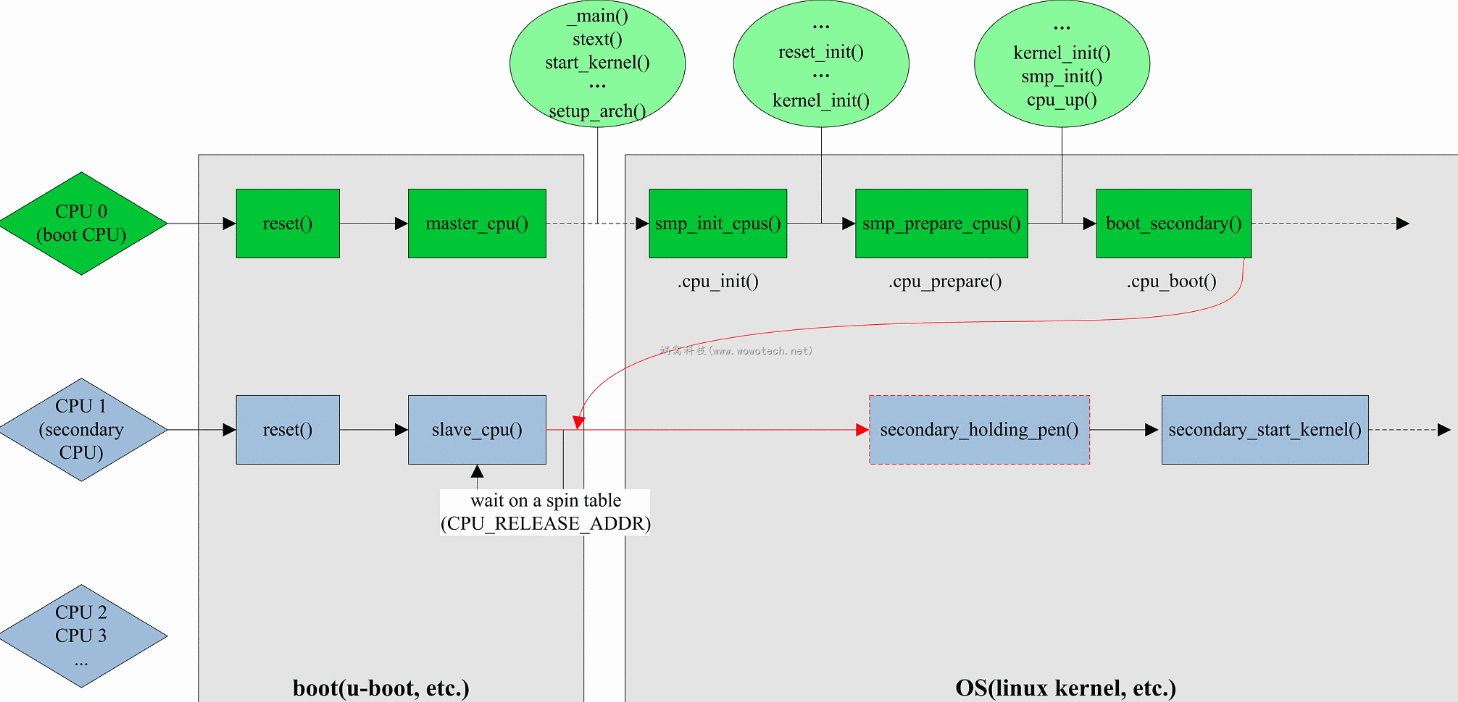 _main()
stext()
start_kernel()
...
setup_arch()
...
reset_init()
...
kernel_init()
...
kernel_init()
smp_init()
cpu_up()
CPU 0
(boot CPU)
reset()
master_cpu()
smp_init_cpus()
smp_prepare_cpus()
boot_secondary()
.cpu_init()
.cpu_prepare()
.cpu_boot()
蜗窝科技(www.wowotech.net)
CPU 1
(secondary
CPU)
reset()
slave_cpu()
secondary_holding_pen()
secondary_start_kernel()
wait on a spin table
(CPU_RELEASE_ADDR)
CPU 2
CPU 3
...
boot(u-boot, etc.)
OS(linux kernel, etc.)